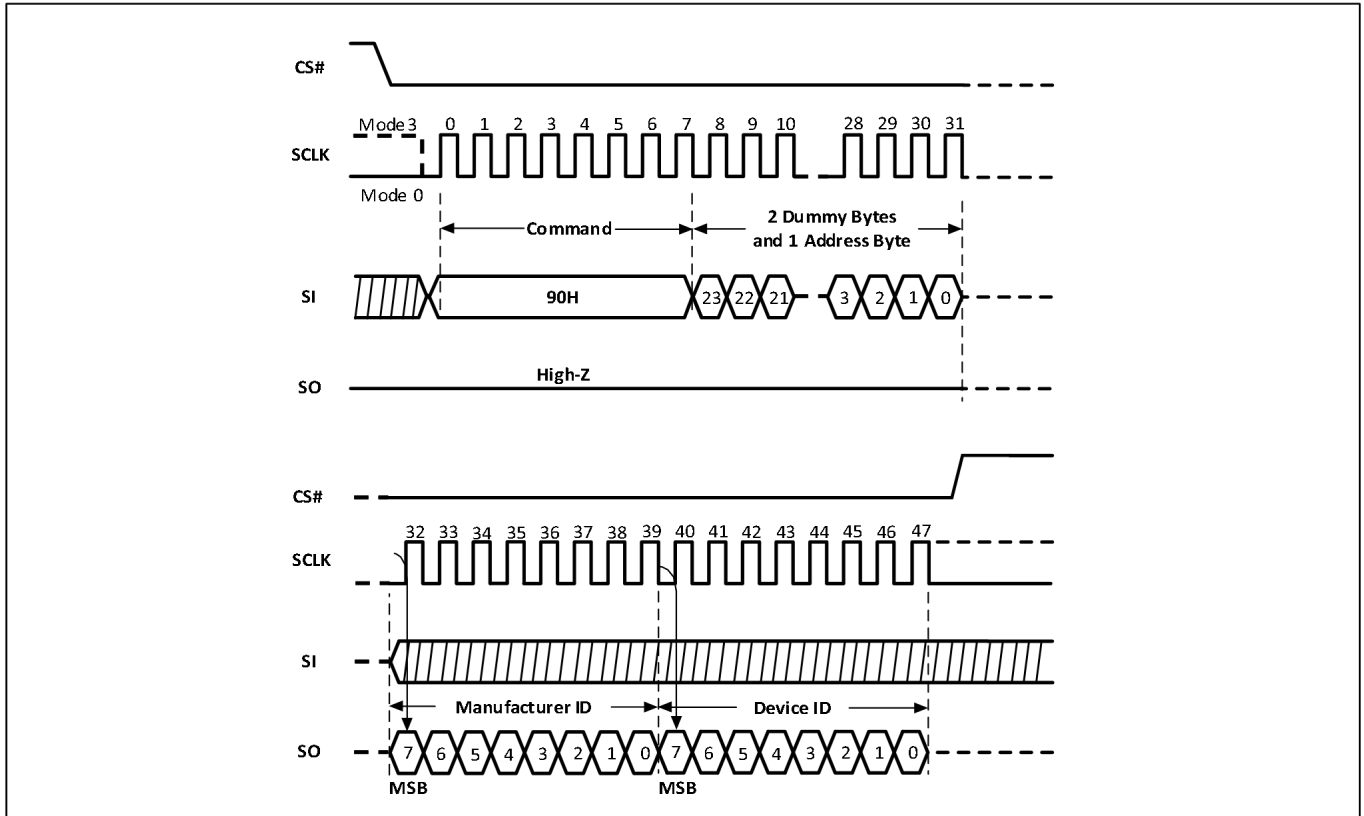 CS#
Mode 3 0 1 2 3 4 5 6 7 8 9 10 28 29 30 31
SCLK
Mode 0
Command
2 Dummy Bytes
and 1 Address Byte
SI 90H 23 22 21 3 2 1 0
High-Z
SO
CS#
32 33 34 35 36 37 38 39 40 41 42 43 44 45 46 47
SCLK
SI
Manufacturer ID Device ID
SO 7 6 5 4 3 2 1 0 7 6 5 4 3 2 1 0
MSB MSB